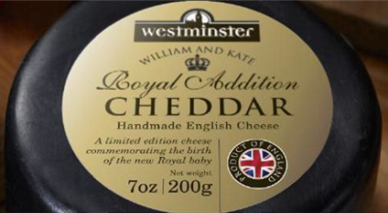 westminster
WILLIAM AND KATE
Royal Addition
CHEDDAR
Handmade English Cheese
A limited edition cheese
commemorating the birth
of the new Royal baby
Net weight.
7oz | 200g
PRODUCT OF ENGLAND